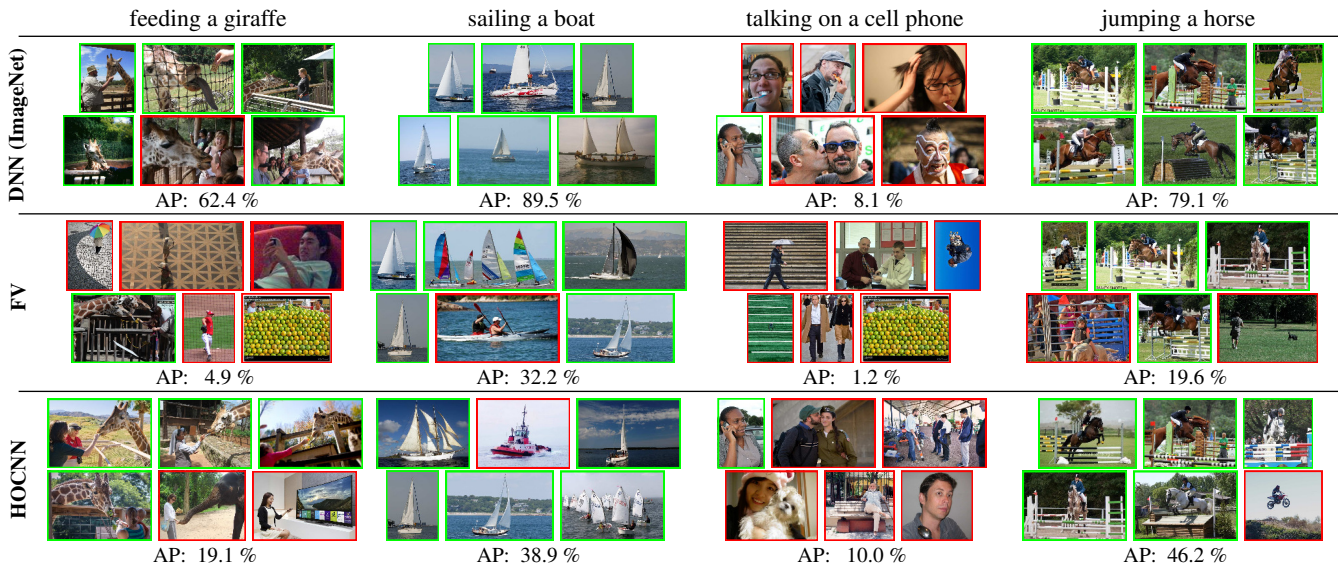 feeding a giraffe sailing a boat talking on a cell phone jumping a horse
DNN (ImageNet)
AP: 62.4 % AP: 89.5 % AP: 8.1 % AP: 79.1 %
FV
AP: 4.9 % AP: 32.2 % AP: 1.2 % AP: 19.6 %
HOCNN
AP: 19.1 % AP: 38.9 % AP: 10.0 % AP: 46.2 %